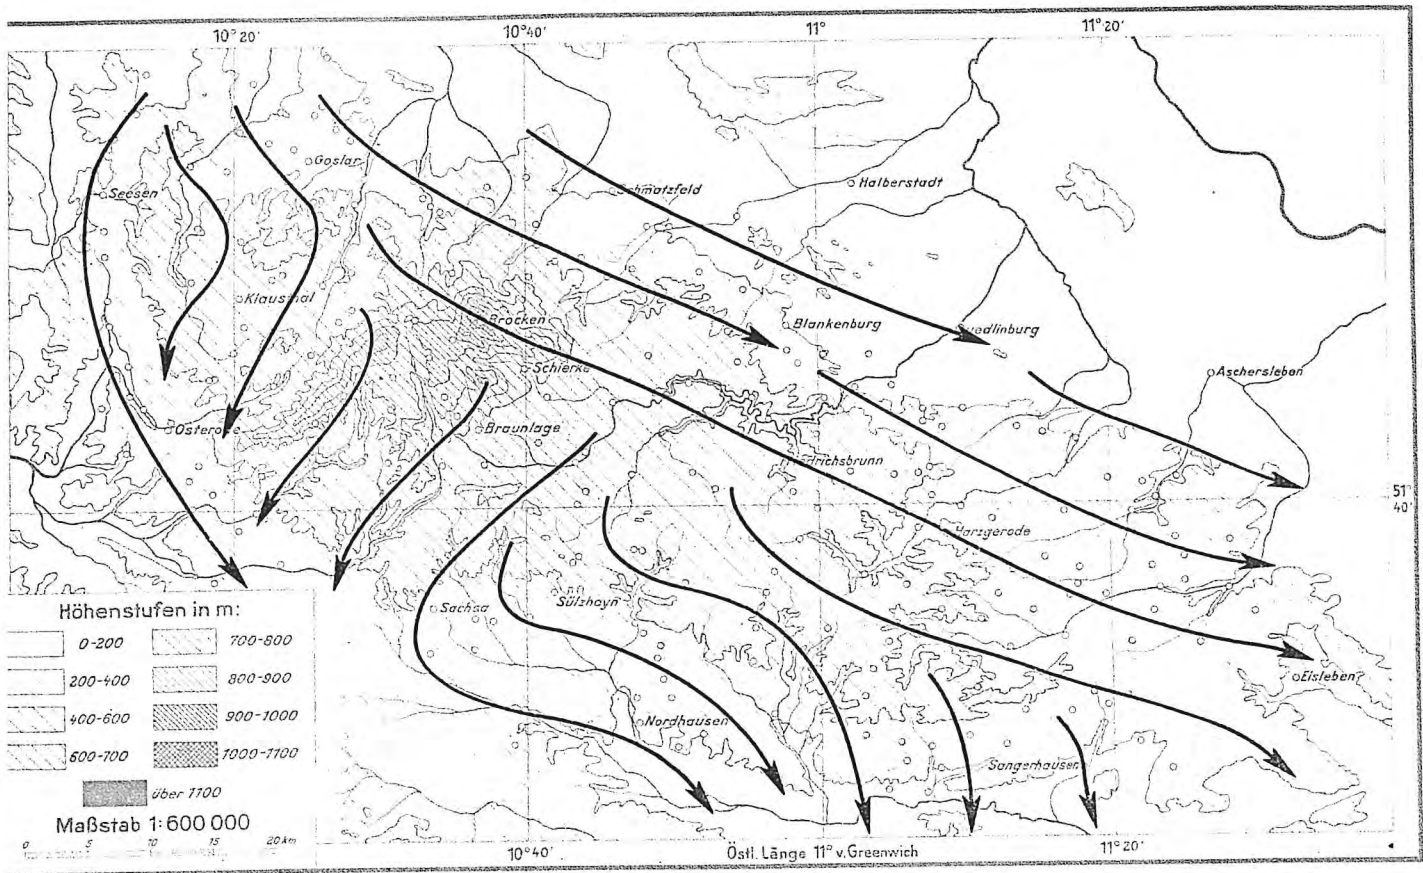 10°20'
10°40'
11°
11°20'
Goslar
Seesen
Schmatzfeld
Halberstadt
Klausthal
Brocken
Blankenburg
Quedlinburg
Schierke
Aschersleben
Osterode
Braunlage
Friedrichsbrunn
51°
40'
Harzgerode
Sachsa
Sülzhayn
Eisleben
Nordhausen
Sangerhausen
Höhenstufen in m:
0-200 700-800
200-400 800-900
400-600 900-1000
600-700 1000-1100
über 1100
Maßstab 1:600 000
0 5 10 15 20 km
10°40' Östl. Länge 11° v. Greenwich 11°20'